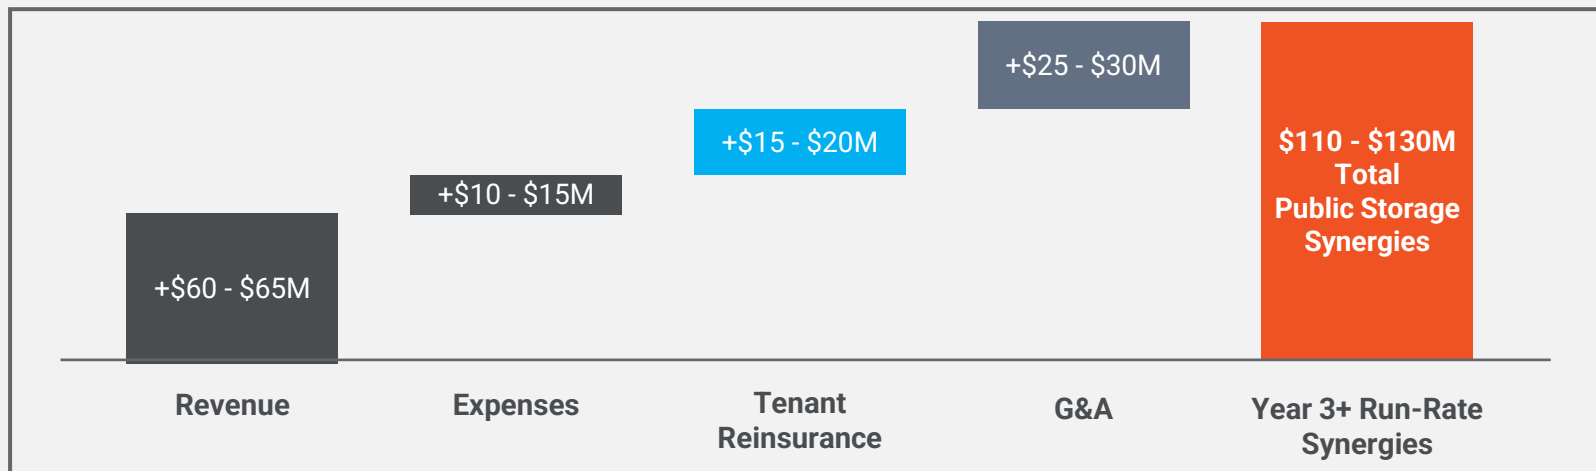 +$25 - $30M
+$15 - $20M
$110 - $130M
Total
Public Storage
Synergies
+$10 - $15M
+$60 - $65M
Revenue
Expenses
Tenant
Reinsurance
G&A
Year 3+ Run-Rate
Synergies